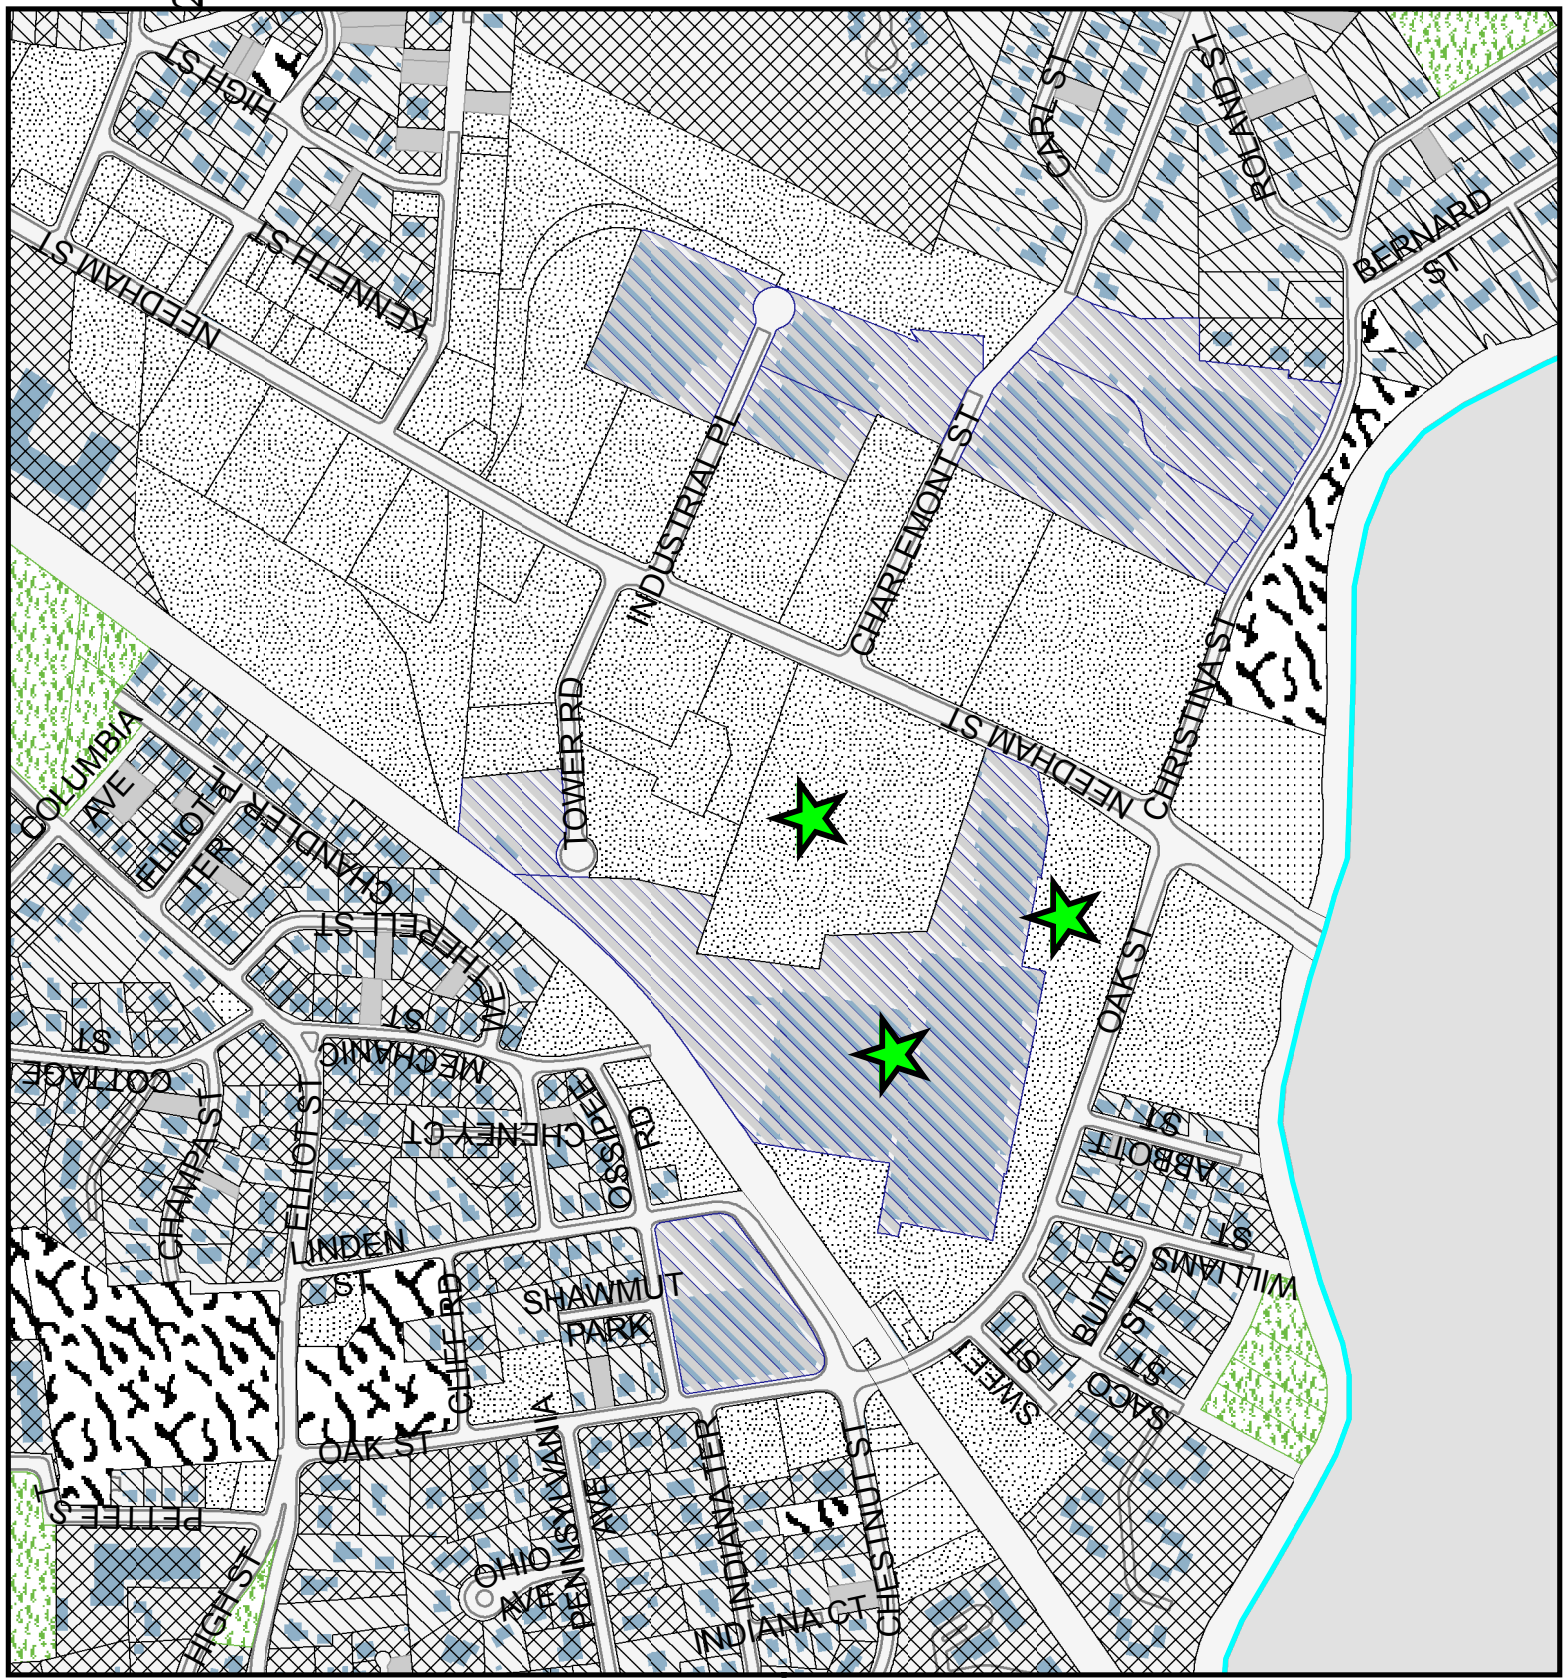 HIGH ST
CARL ST
ROLAND ST
BERNARD
ST
KENNETH ST
NEEDHAM ST
INDUSTRIAL PL
CHARLEMONT ST
CHRISTINA ST
NEEDHAM ST
TOWER RD
COLUMBIA
AVE
ELLIOT
TER
CHANDLER PL
WETHERELL ST
MECHANIC
ST
OAK ST
COTTAGE
ST
CHAMPA ST
ELLIOT ST
CHENEY CT
OSSIPEE
RD
ABBOTT
ST
WILLIAMS
ST
BUTTS
ST
SACO
ST
SWEET
ST
LINDEN
ST
SHAWMUT
PARK
CLIFF RD
OAK ST
PENNSYLVANIA
AVE
INDIANA TER
CHESTNUT ST
PETTEE ST
HIGH ST
OHIO
AVE
INDIANA CT